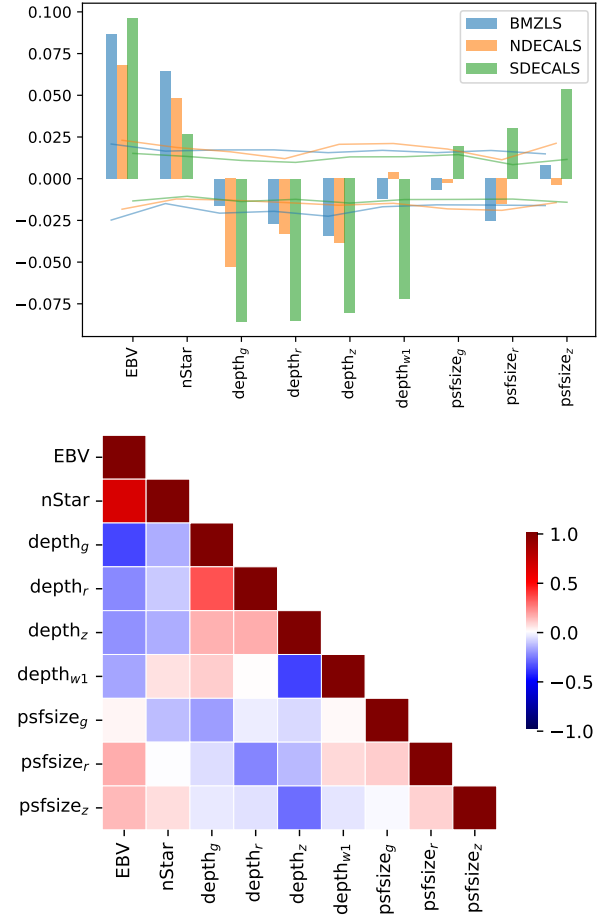 0.100
0.075
0.050
0.025
0.000
−0.025
−0.050
−0.075
BMZLS
NDECALS
SDECALS
EBV
nStar
depth_g
depth_r
depth_z
depth_w1
psfsize_g
psfsize_r
psfsize_z
EBV
nStar
depth_g
depth_r
depth_z
depth_w1
psfsize_g
psfsize_r
psfsize_z
1.0
0.5
0.0
−0.5
−1.0
EBV
nStar
depth_g
depth_r
depth_z
depth_w1
psfsize_g
psfsize_r
psfsize_z